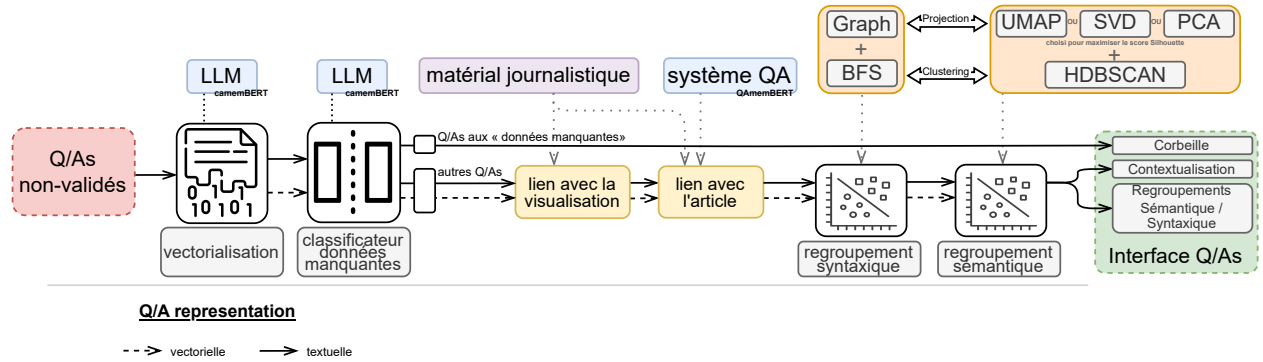 Graph
+
BFS
Projection
Clustering
UMAP ou SVD ou PCA
choisi pour maximiser le score Silhouette
+
HDBSCAN
LLM
camemBERT
LLM
camemBERT
matérial journalistique
système QA
QAmemBERT
Q/As
non-validés
01
10101
Q/As aux « données manquantes»
autres Q/As
lien avec la
visualisation
lien avec
l'article
vectorialisation
classificateur
données
manquantes
regroupement
syntaxique
regroupement
sémantique
Corbeille
Contextualisation
Regroupements
Sémantique /
Syntaxique
Interface Q/As
Q/A representation
vectorielle
textuelle